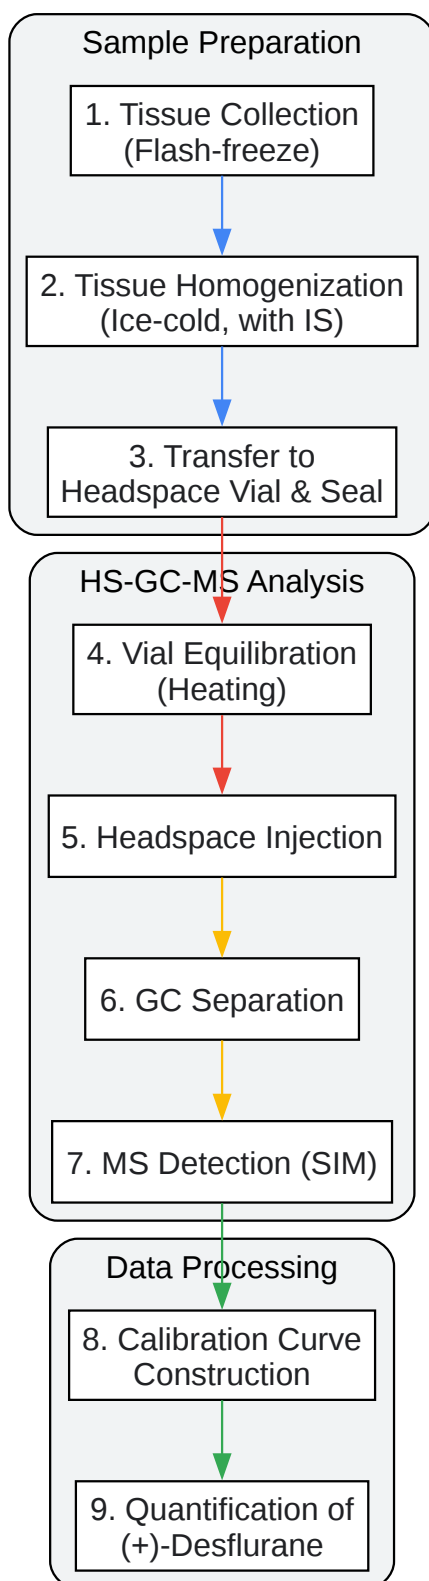 Sample Preparation
1. Tissue Collection
(Flash-freeze)
2. Tissue Homogenization
(Ice-cold, with IS)
3. Transfer to
Headspace Vial & Seal
HS-GC-MS Analysis
4. Vial Equilibration
(Heating)
5. Headspace Injection
6. GC Separation
7. MS Detection (SIM)
Data Processing
8. Calibration Curve
Construction
9. Quantification of
(+)-Desflurane